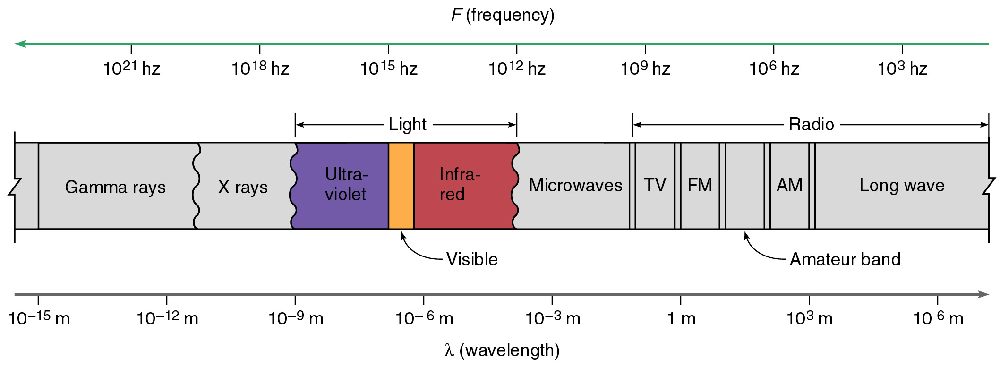 F (frequency)
10²¹ hz 10¹⁸ hz 10¹⁵ hz 10¹² hz 10⁹ hz 10⁶ hz 10³ hz
Light Radio
Gamma rays X rays Ultra-violet Infra-red Microwaves TV FM AM Long wave
Visible Amateur band
10⁻¹⁵ m 10⁻¹² m 10⁻⁹ m 10⁻⁶ m 10⁻³ m 1 m 10³ m 10⁶ m
λ (wavelength)